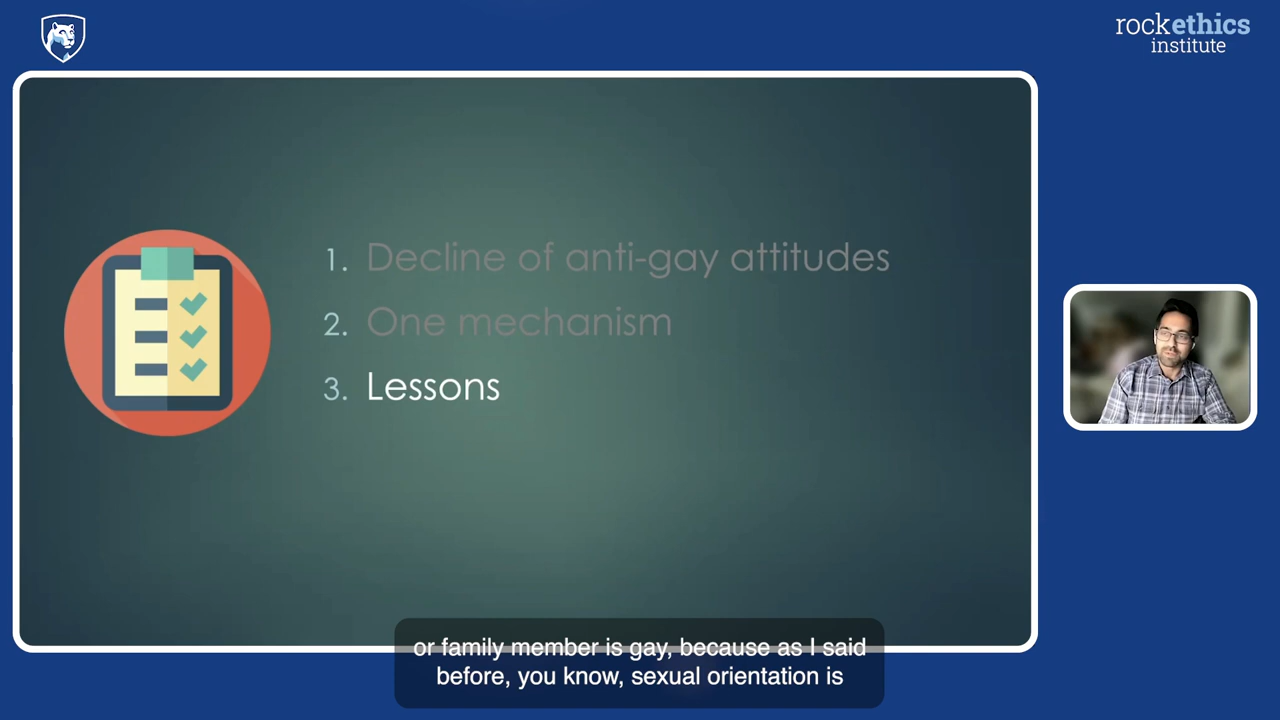 rockethics
institute
1. Decline of anti-gay attitudes
2. One mechanism
3. Lessons
or family member is gay, because as I said
before, you know, sexual orientation is